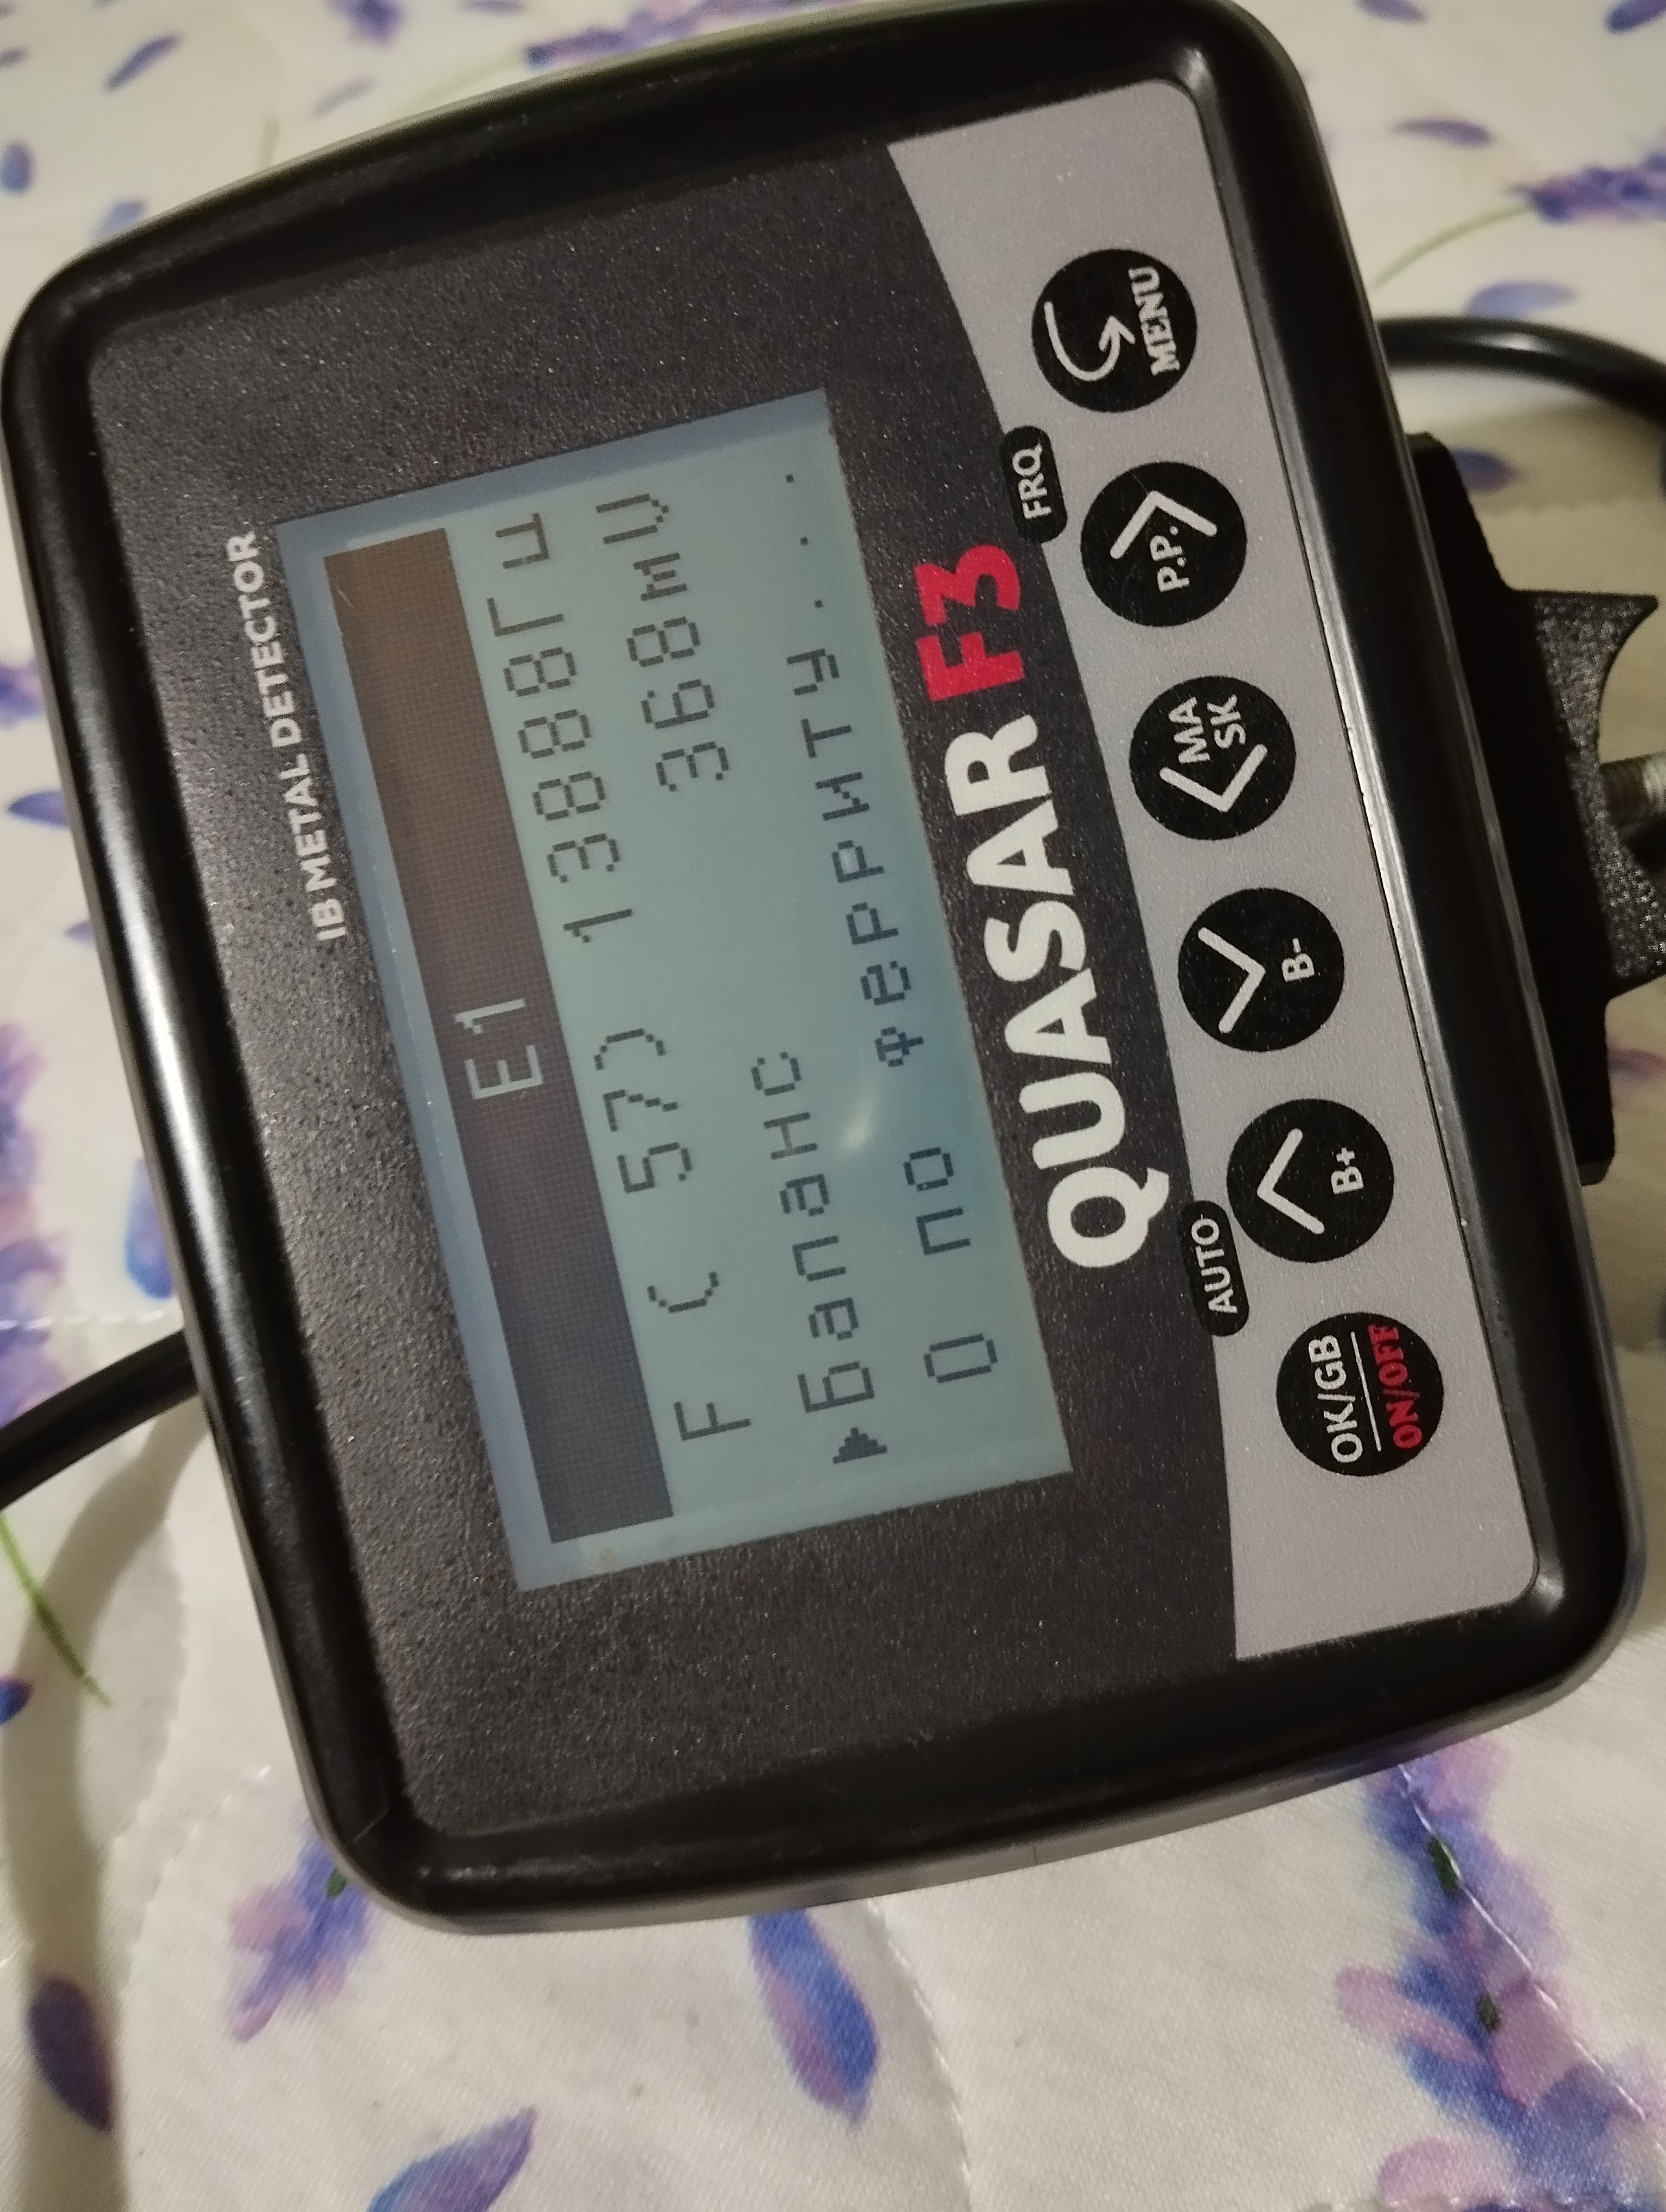 IB METAL DETECTOR
E1
F ( 57) 13888Гц
▶Баланс 368mV
0 по ферриту...
QUASAR F3
AUTO
FRQ
OK/GB
ON/OFF
B+
B-
MA
SK
P.P.
MENU